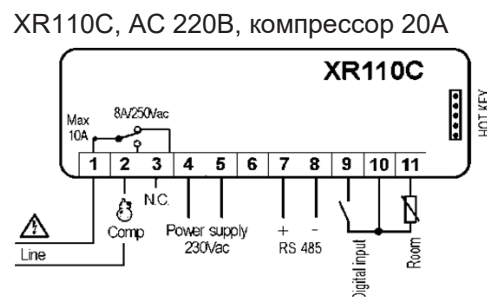 XR110C, AC 220В, компрессор 20А
XR110C
HOT KEY
8A/250Vac
Max
10A
1 2 3 4 5 6 7 8 9 10 11
N.C.
Comp
Power supply
230Vac
+ -
RS 485
Digital input
Room
Line